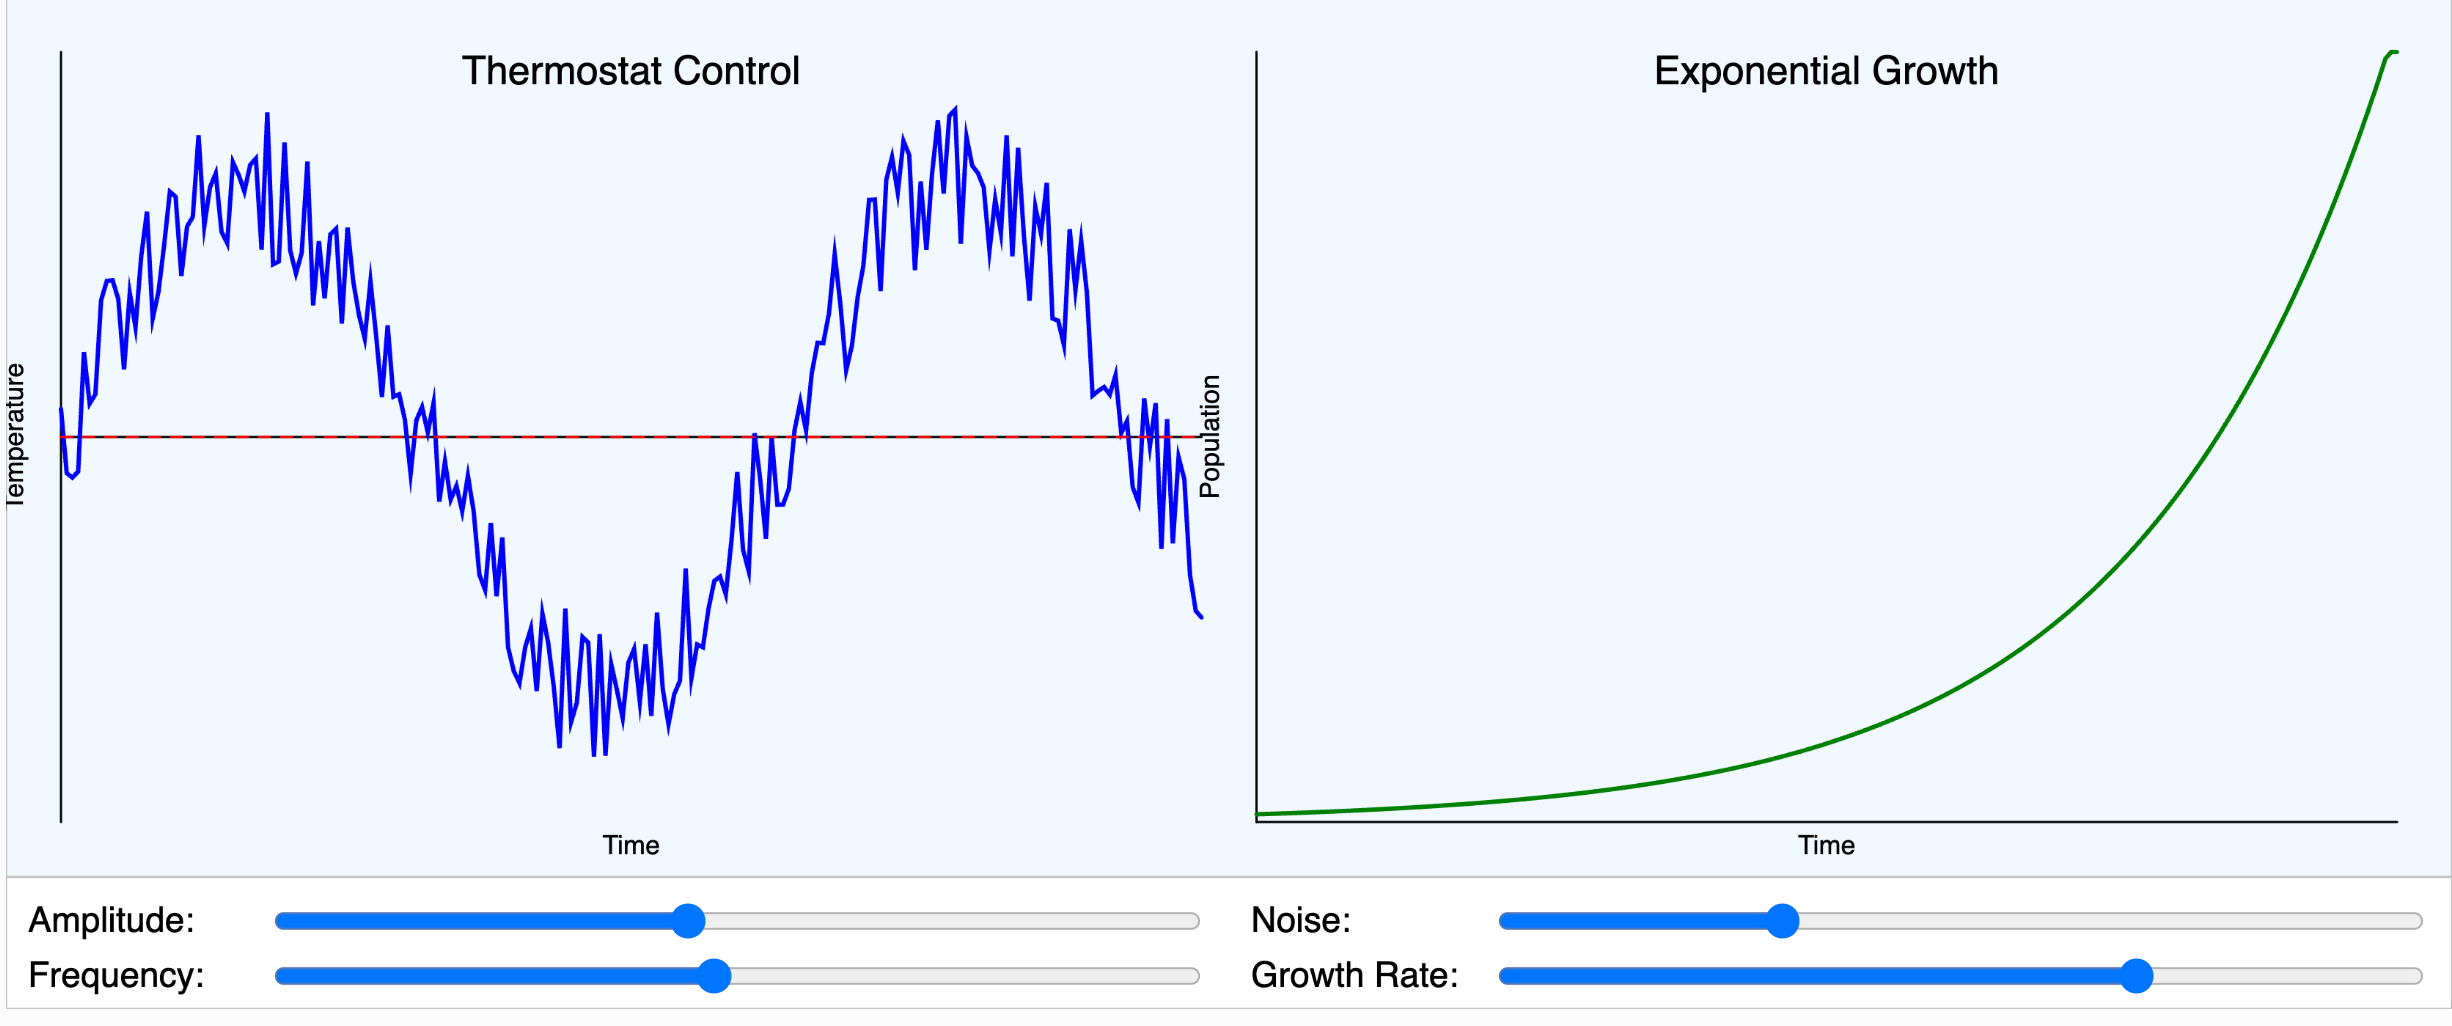 Thermostat Control
Exponential Growth
Temperature
Population
Time
Time
Amplitude:
Noise:
Frequency:
Growth Rate: